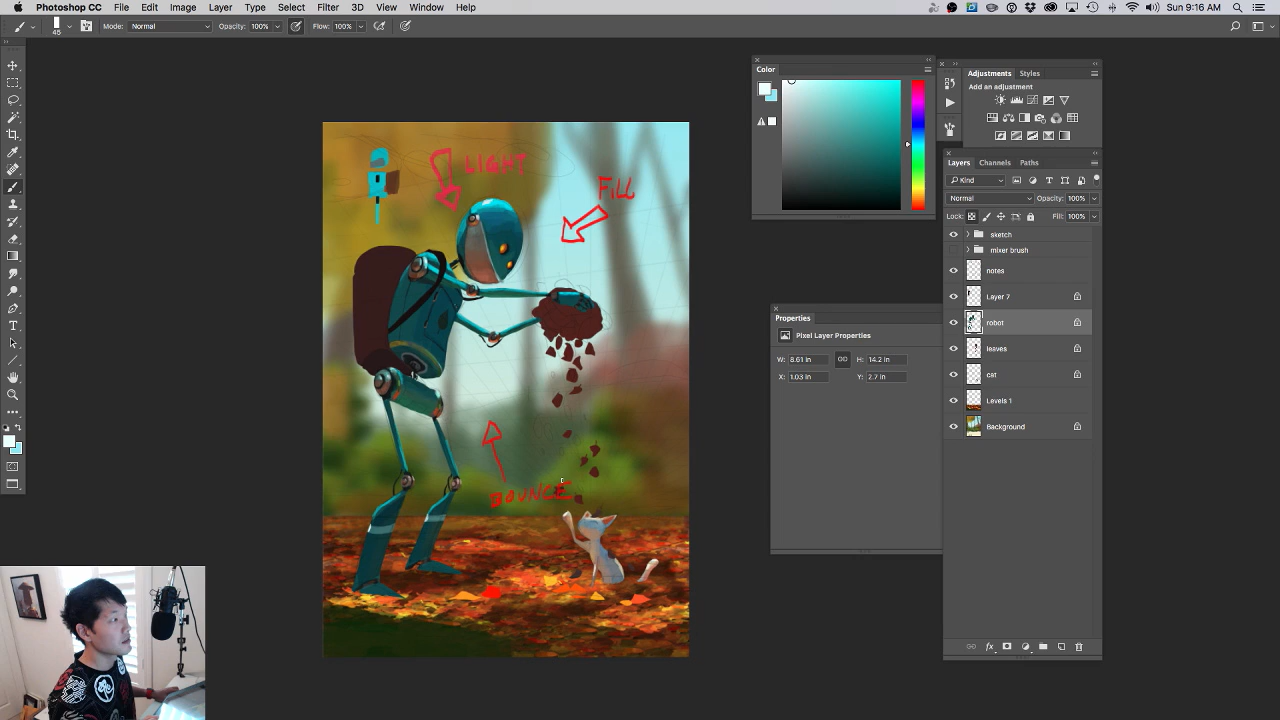 Photoshop CC File Edit Image Layer Type Select Filter 3D View Window Help Sun 9:16 AM
45 Mode: Normal Opacity: 100% Flow: 100%
Color
Adjustments Styles
Add an adjustment
Layers Channels Paths
Kind
Normal Opacity: 100%
Lock: Fill: 100%
sketch
mixer brush
notes
Layer 7
robot
leaves
cat
Levels 1
Background
fx
Properties
Pixel Layer Properties
W: 8.61 in H: 14.2 in
X: 1.03 in Y: 2.7 in
LIGHT
FILL
BOUNCE